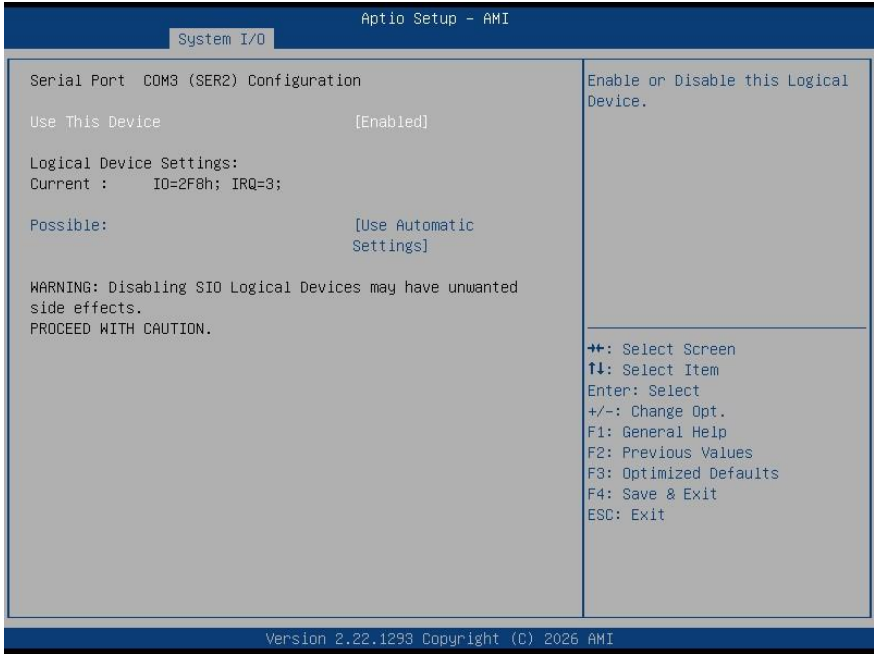 Aptio Setup – AMI
System I/O
Serial Port  COM3 (SER2) Configuration
Use This Device [Enabled]
Logical Device Settings:
Current : IO=2F8h; IRQ=3;
Possible: [Use Automatic
Settings]
WARNING: Disabling SIO Logical Devices may have unwanted
side effects.
PROCEED WITH CAUTION.
Enable or Disable this Logical
Device.
→←: Select Screen
↑↓: Select Item
Enter: Select
+/-: Change Opt.
F1: General Help
F2: Previous Values
F3: Optimized Defaults
F4: Save & Exit
ESC: Exit
Version 2.22.1293 Copyright (C) 2026 AMI